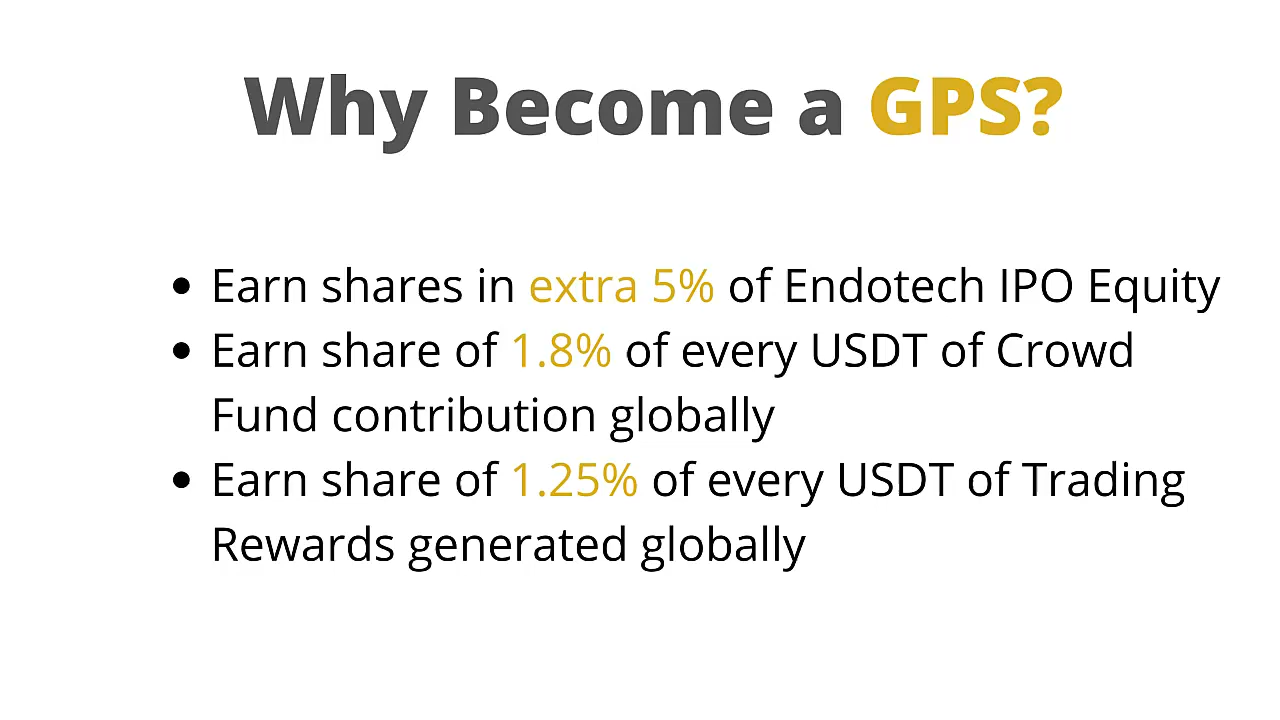 Why Become a GPS?
• Earn shares in extra 5% of Endotech IPO Equity
• Earn share of 1.8% of every USDT of Crowd
Fund contribution globally
• Earn share of 1.25% of every USDT of Trading
Rewards generated globally